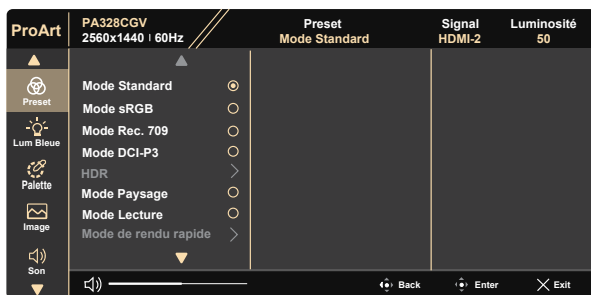 ProArt
PA328CGV
2560x1440 | 60Hz
Preset
Mode Standard
Signal
HDMI-2
Luminosité
50
Preset
Lum Bleue
Palette
Image
Son
Mode Standard
Mode sRGB
Mode Rec. 709
Mode DCI-P3
HDR
Mode Paysage
Mode Lecture
Mode de rendu rapide
Back
Enter
Exit